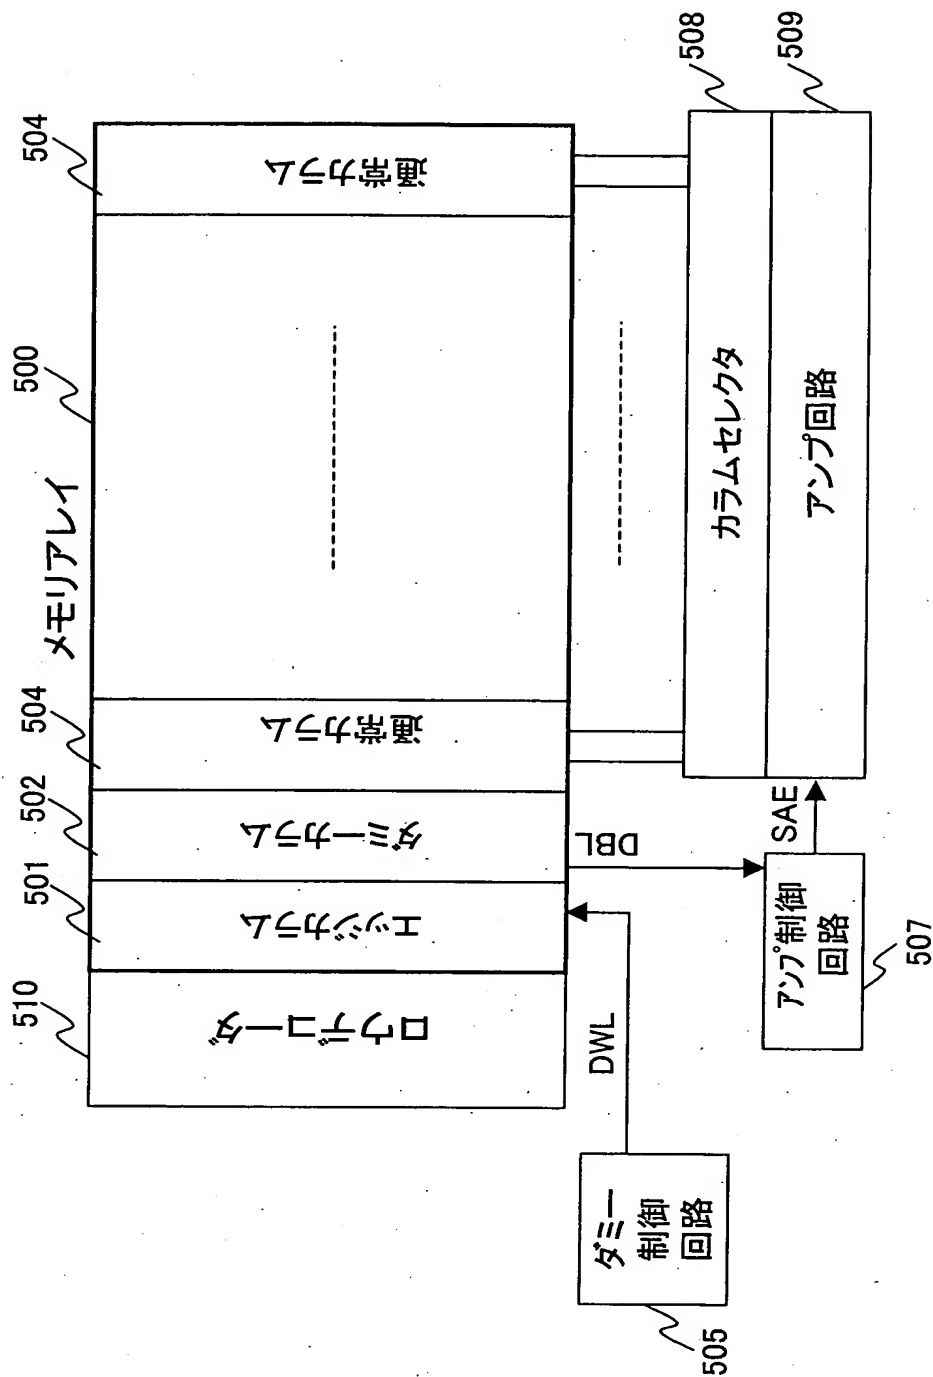 メモリアレイ
500
510
501
502
504
504
ロウデコーダ
エッジカラム
ダミーカラム
通常カラム
通常カラム
DWL
DBL
SAE
ダミー
制御
回路
505
アンプ制御
回路
507
カラムセレクタ
508
アンプ回路
509